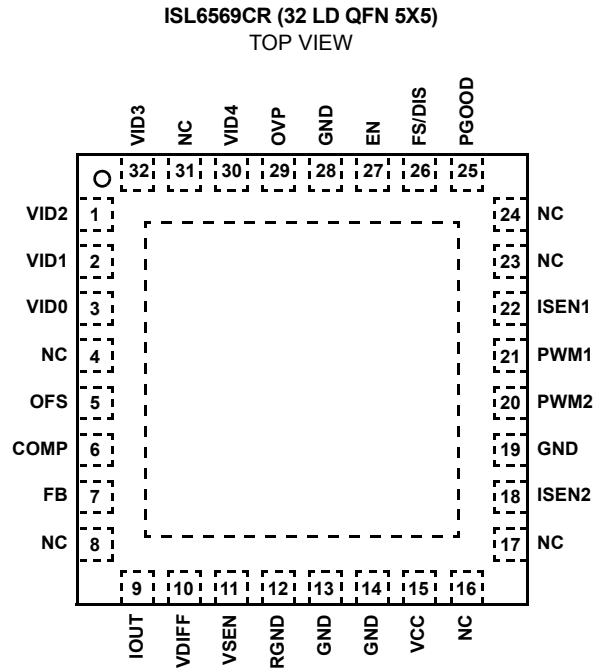 ISL6569CR (32 LD QFN 5X5)
TOP VIEW
VID3 NC VID4 OVP GND EN FS/DIS PGOOD
32 31 30 29 28 27 26 25
VID2 1 24 NC
VID1 2 23 NC
VID0 3 22 ISEN1
NC 4 21 PWM1
OFS 5 20 PWM2
COMP 6 19 GND
FB 7 18 ISEN2
NC 8 17 NC
9 10 11 12 13 14 15 16
IOUT VDIFF VSEN RGND GND GND VCC NC